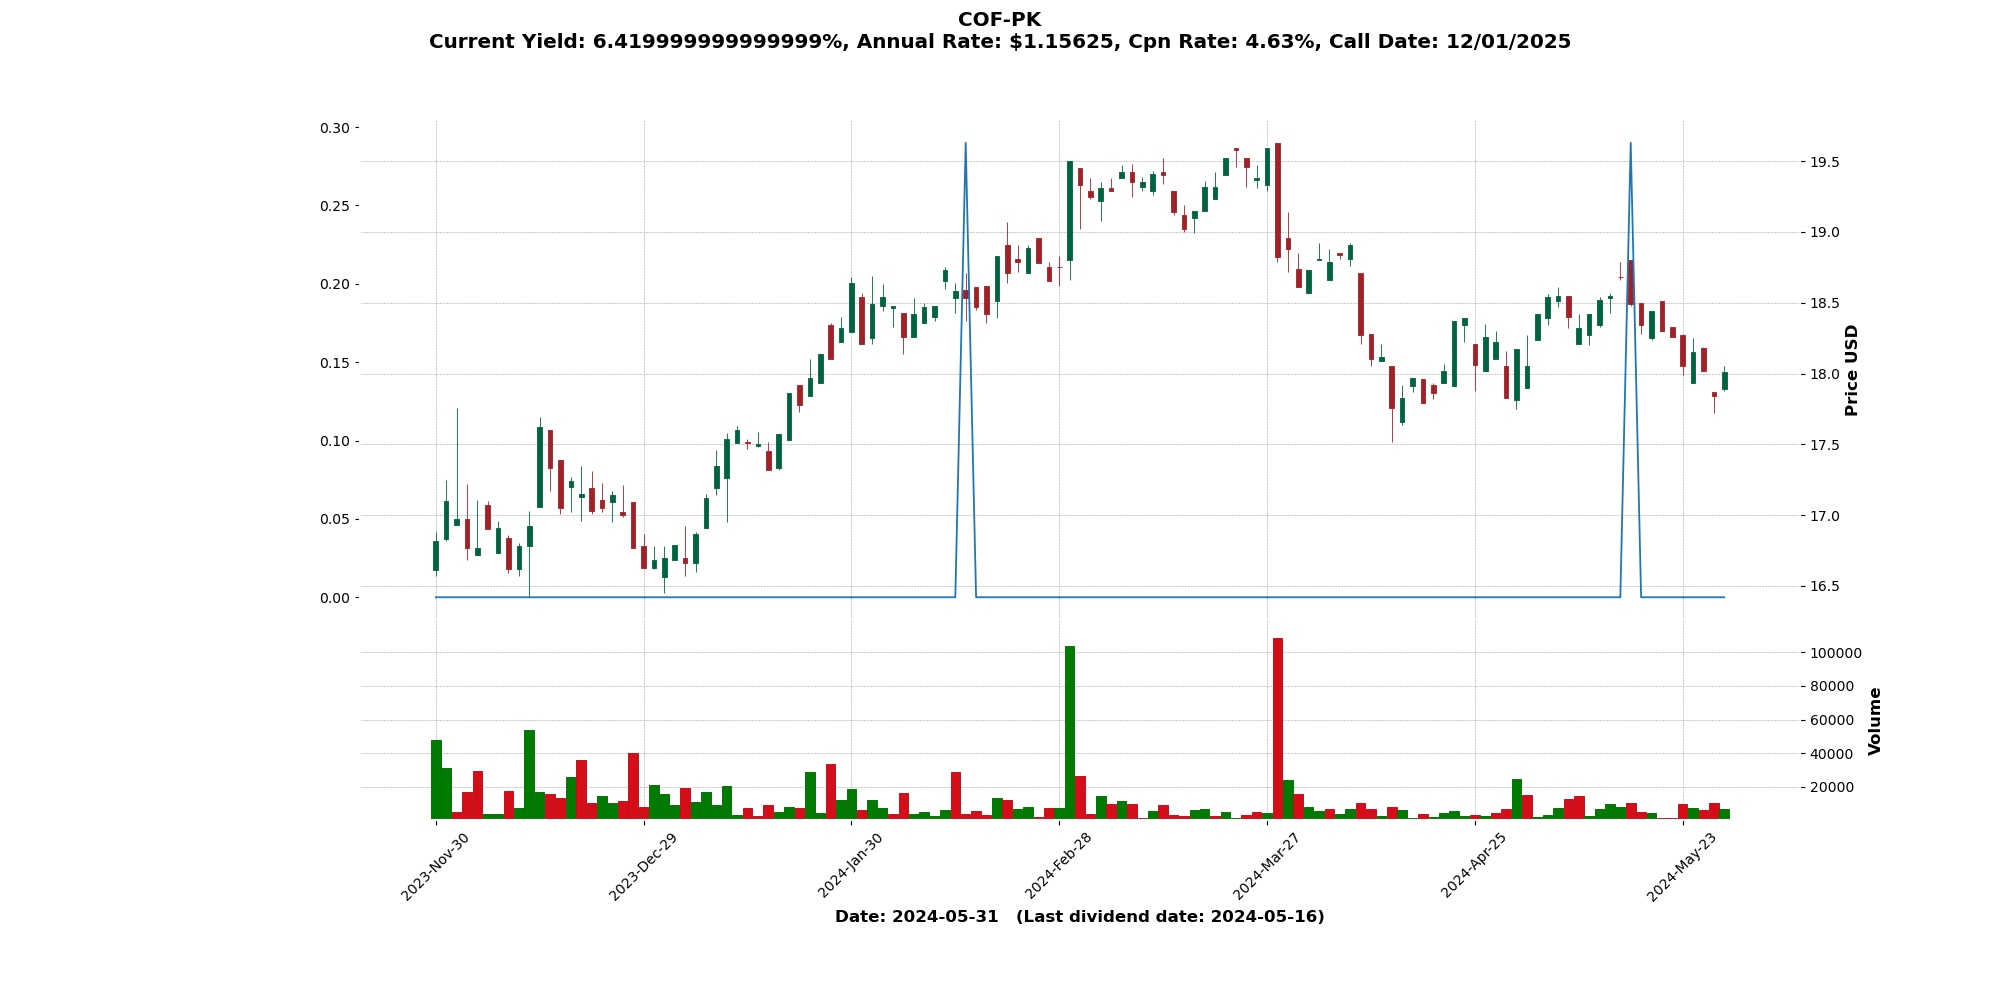 COF-PK
Current Yield: 6.419999999999999%, Annual Rate: $1.15625, Cpn Rate: 4.63%, Call Date: 12/01/2025
0.30
0.25
0.20
0.15
0.10
0.05
0.00
19.5
19.0
18.5
18.0
17.5
17.0
16.5
Price USD
100000
80000
60000
40000
20000
Volume
2023-Nov-30
2023-Dec-29
2024-Jan-30
2024-Feb-28
2024-Mar-27
2024-Apr-25
2024-May-23
Date: 2024-05-31 (Last dividend date: 2024-05-16)